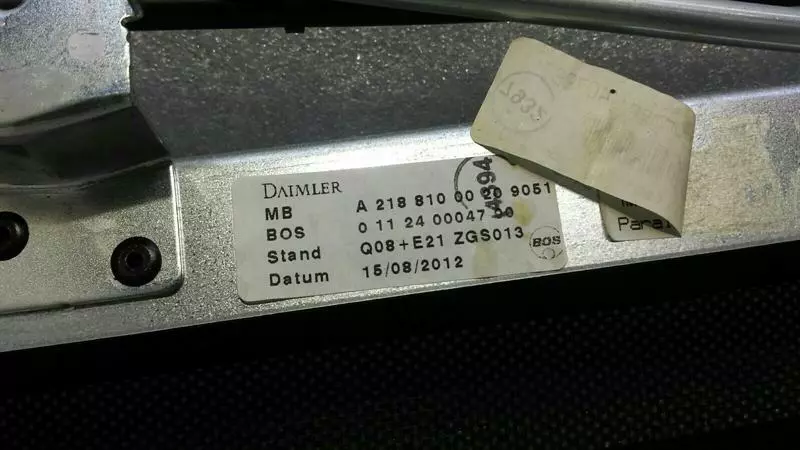 DAIMLER
MB A 218 810 00 9051
BOS 0 11 24 00047 00
Stand Q08+E21 ZGS013
Datum 15/08/2012
4394
BOS